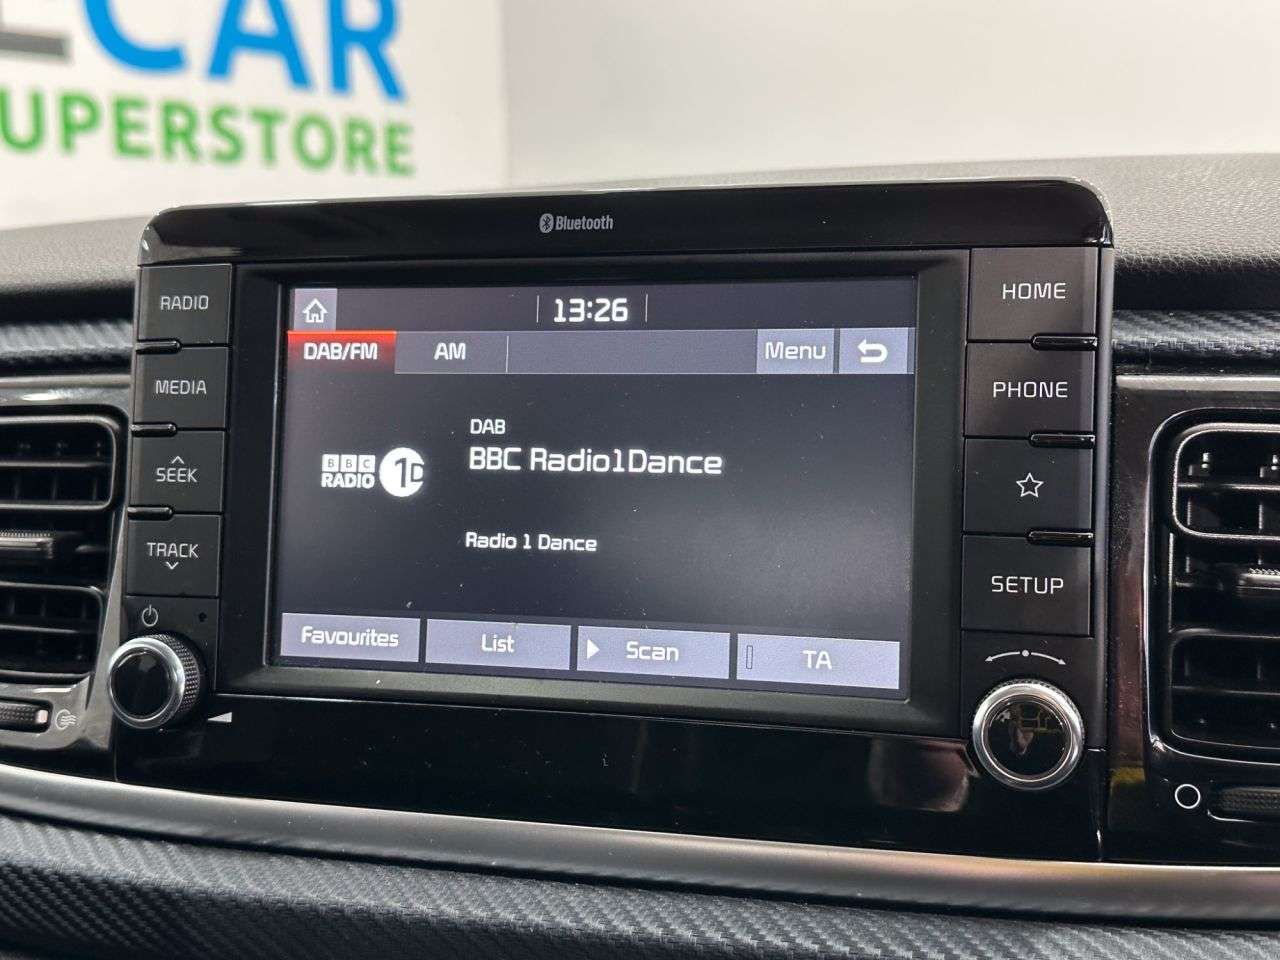 CAR
UPERSTORE
Bluetooth
RADIO
MEDIA
SEEK
TRACK
13:26
DAB/FM
AM
Menu
BBC
RADIO 1D
DAB
BBC Radio1Dance
Radio 1 Dance
Favourites
List
Scan
TA
HOME
PHONE
SETUP